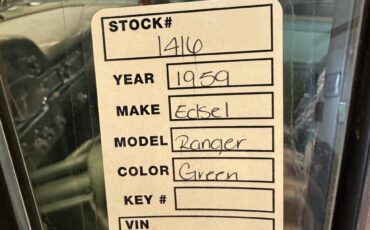 STOCK#
1416
YEAR 1959
MAKE Edsel
MODEL Ranger
COLOR Green
KEY #
VIN